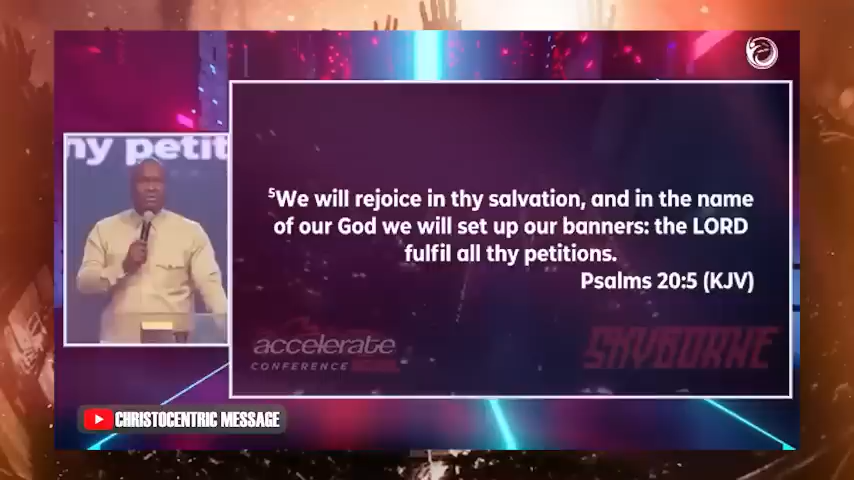 ny petit
⁵We will rejoice in thy salvation, and in the name
of our God we will set up our banners: the LORD
fulfil all thy petitions.
Psalms 20:5 (KJV)
accelerate
CONFERENCE
SKYBORNE
CHRISTOCENTRIC MESSAGE